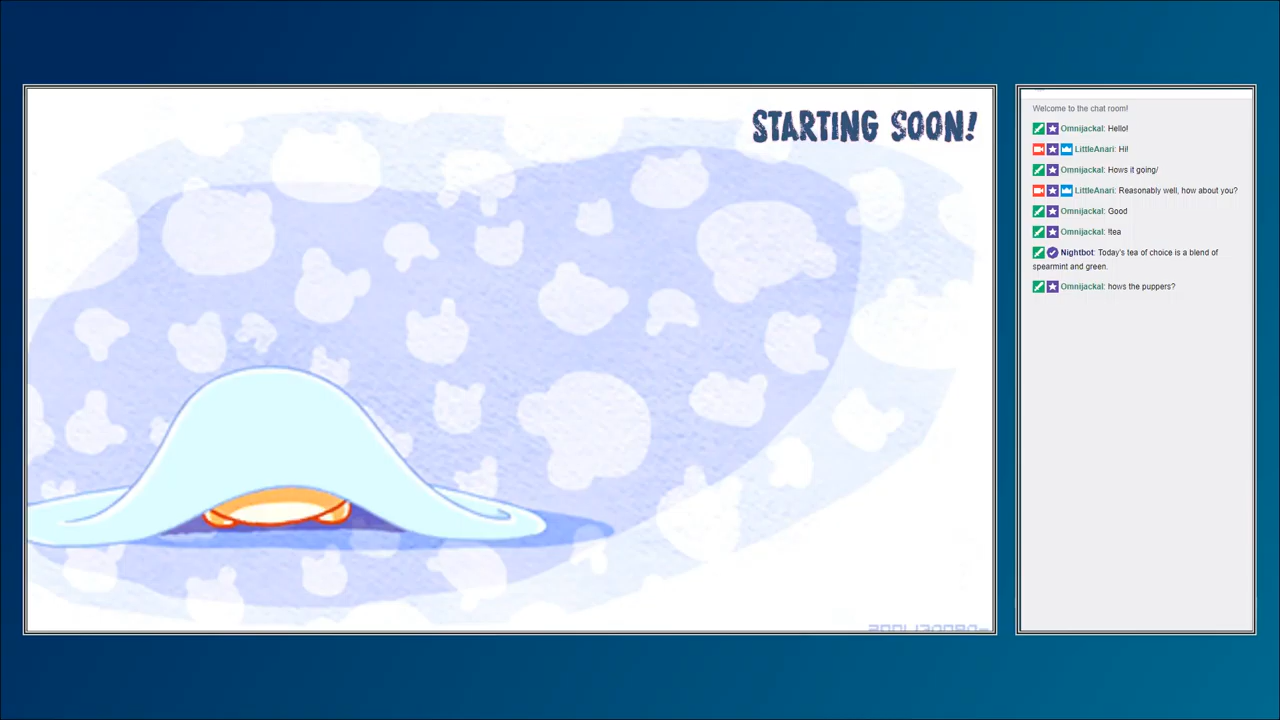 STARTING SOON!
Welcome to the chat room!
Omnijackal: Hello!
LittleAnari: Hi!
Omnijackal: Hows it going/
LittleAnari: Reasonably well, how about you?
Omnijackal: Good
Omnijackal: !tea
Nightbot: Today's tea of choice is a blend of
spearmint and green.
Omnijackal: hows the puppers?